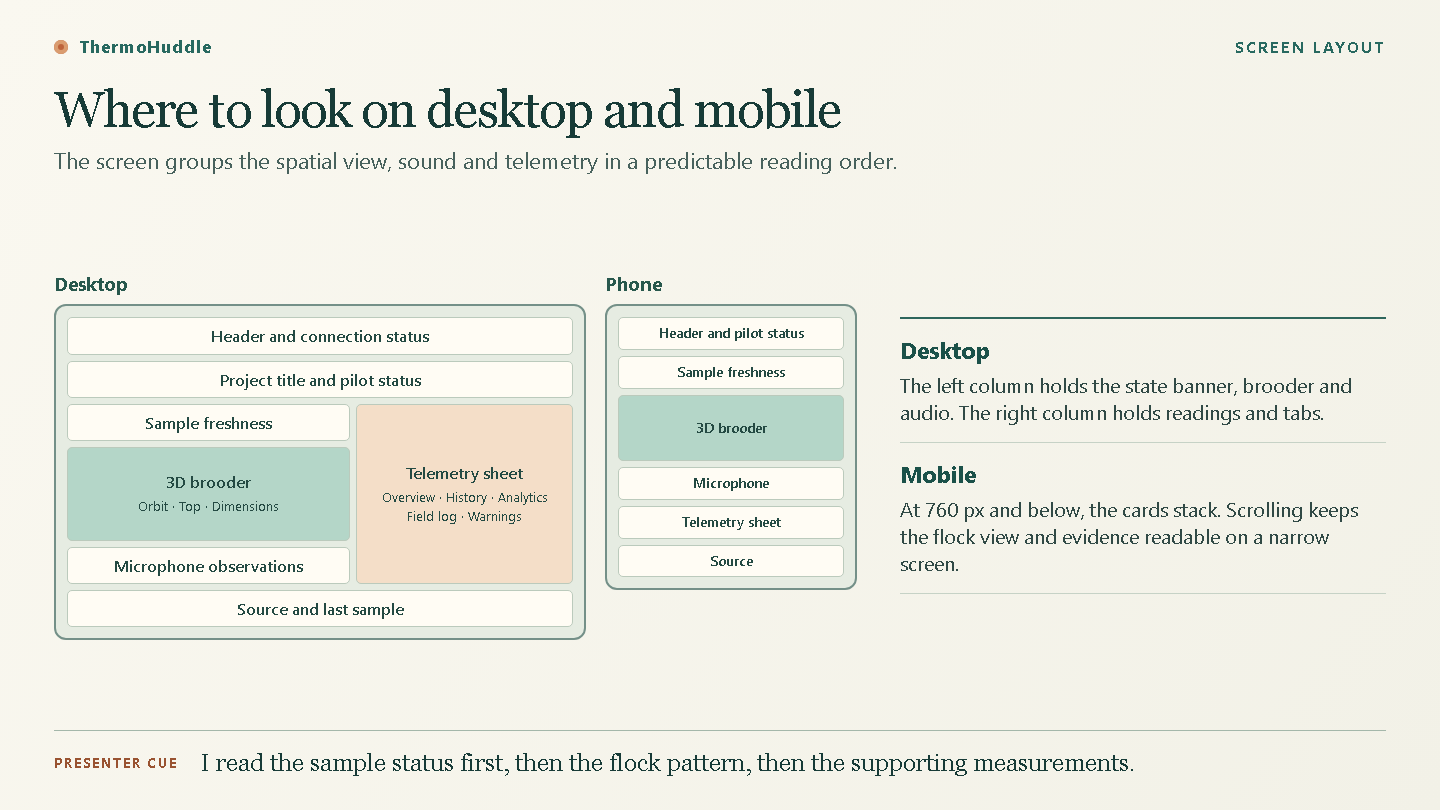 ThermoHuddle
SCREEN LAYOUT
Where to look on desktop and mobile
The screen groups the spatial view, sound and telemetry in a predictable reading order.
Desktop
Header and connection status
Project title and pilot status
Sample freshness
3D brooder
Orbit · Top · Dimensions
Microphone observations
Telemetry sheet
Overview · History · Analytics
Field log · Warnings
Source and last sample
Phone
Header and pilot status
Sample freshness
3D brooder
Microphone
Telemetry sheet
Source
Desktop
The left column holds the state banner, brooder and
audio. The right column holds readings and tabs.
Mobile
At 760 px and below, the cards stack. Scrolling keeps
the flock view and evidence readable on a narrow
screen.
PRESENTER CUE
I read the sample status first, then the flock pattern, then the supporting measurements.